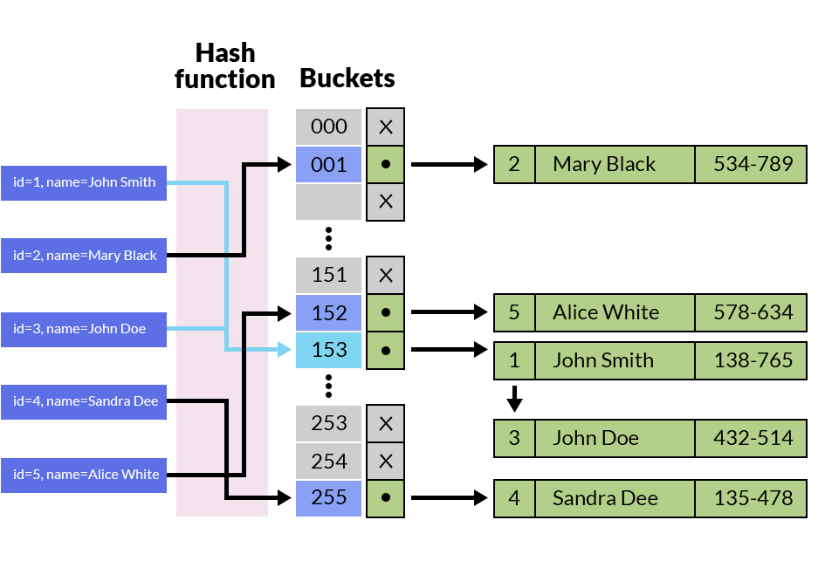 Hash
function
Buckets
id=1, name=John Smith
id=2, name=Mary Black
id=3, name=John Doe
id=4, name=Sandra Dee
id=5, name=Alice White
000 X
001
X
151 X
152
153
253 X
254 X
255
2 Mary Black 534-789
5 Alice White 578-634
1 John Smith 138-765
3 John Doe 432-514
4 Sandra Dee 135-478